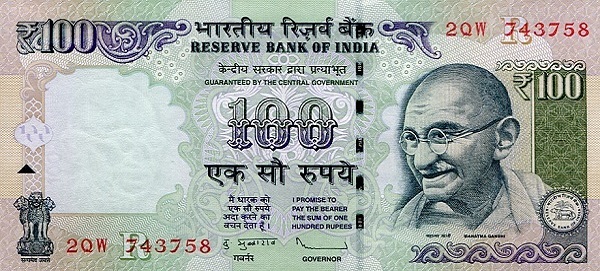 ₹100
भारतीय रिज़र्व बैंक
RESERVE BANK OF INDIA
2QW 743758
R
केन्द्रीय सरकार द्वारा प्रत्याभूत
GUARANTEED BY THE CENTRAL GOVERNMENT
100
₹100
एक सौ रुपये
मैं धारक को
एक सौ रुपये
अदा करने का
वचन देता हूँ।
I PROMISE TO
PAY THE BEARER
THE SUM OF ONE
HUNDRED RUPEES
2QW 743758
R
गवर्नर
GOVERNOR
महात्मा गांधी
MAHATMA GANDHI
सत्यमेव जयते